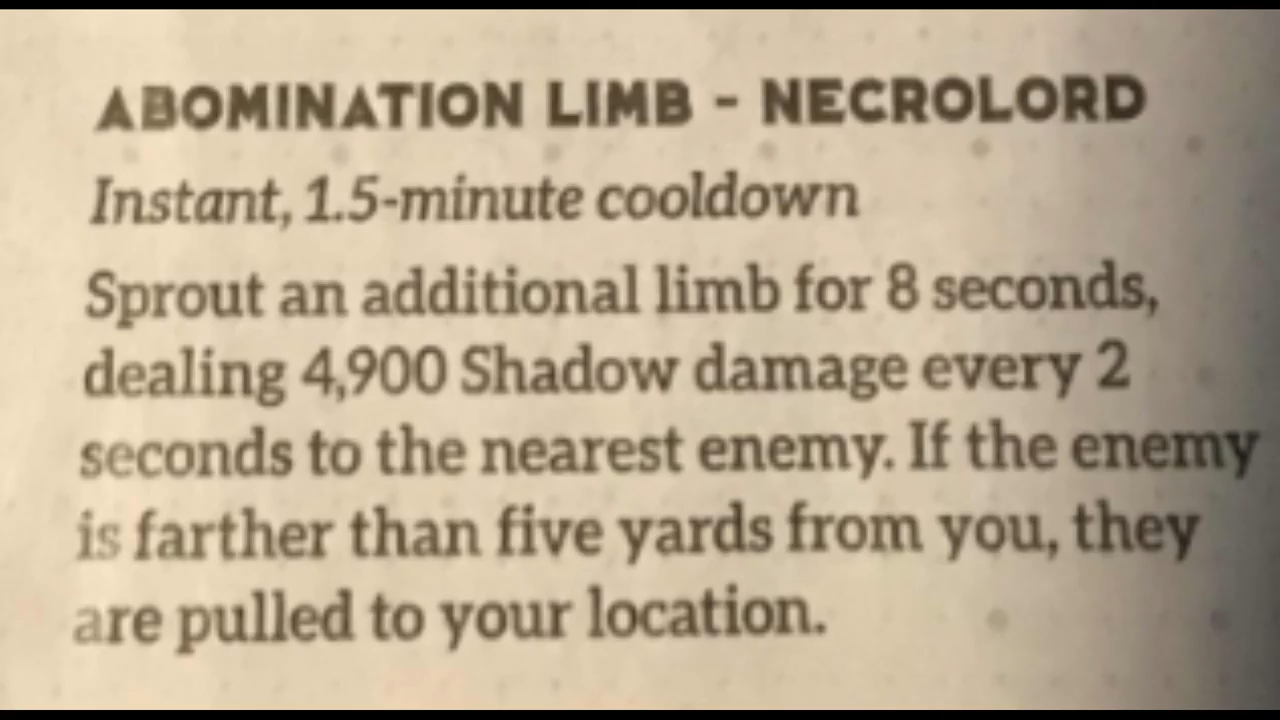 ABOMINATION LIMB - NECROLORD
Instant, 1.5-minute cooldown
Sprout an additional limb for 8 seconds,
dealing 4,900 Shadow damage every 2
seconds to the nearest enemy. If the enemy
is farther than five yards from you, they
are pulled to your location.